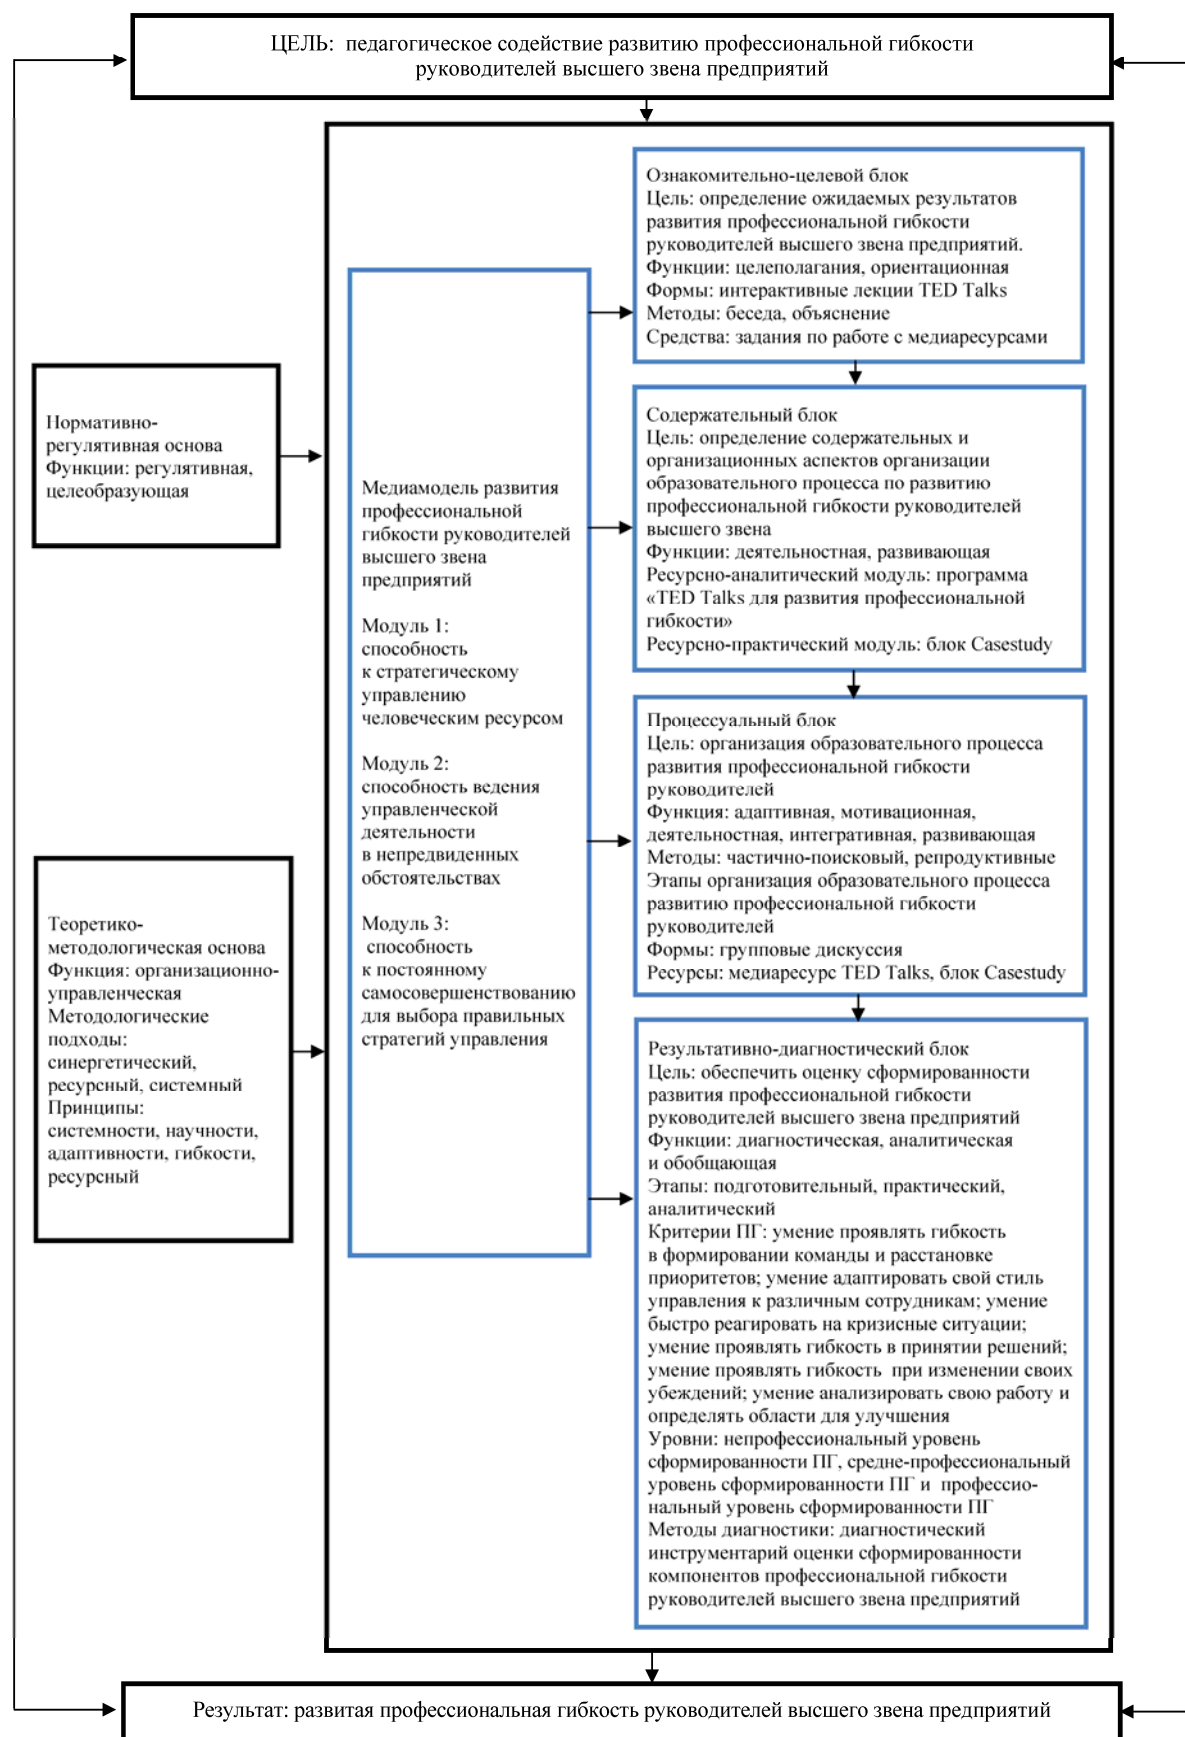 ЦЕЛЬ: педагогическое содействие развитию профессиональной гибкости
руководителей высшего звена предприятий
Нормативно-
регулятивная основа
Функции: регулятивная,
целеобразующая
Теоретико-
методологическая основа
Функция: организационно-
управленческая
Методологические
подходы:
синергетический,
ресурсный, системный
Принципы:
системности, научности,
адаптивности, гибкости,
ресурсный
Медиамодель развития
профессиональной
гибкости руководителей
высшего звена
предприятий
Модуль 1:
способность
к стратегическому
управлению
человеческим ресурсом
Модуль 2:
способность ведения
управленческой
деятельности
в непредвиденных
обстоятельствах
Модуль 3:
способность
к постоянному
самосовершенствованию
для выбора правильных
стратегий управления
Ознакомительно-целевой блок
Цель: определение ожидаемых результатов
развития профессиональной гибкости
руководителей высшего звена предприятий.
Функции: целеполагания, ориентационная
Формы: интерактивные лекции TED Talks
Методы: беседа, объяснение
Средства: задания по работе с медиаресурсами
Содержательный блок
Цель: определение содержательных и
организационных аспектов организации
образовательного процесса по развитию
профессиональной гибкости руководителей
высшего звена
Функции: деятельностная, развивающая
Ресурсно-аналитический модуль: программа
«TED Talks для развития профессиональной
гибкости»
Ресурсно-практический модуль: блок Casestudy
Процессуальный блок
Цель: организация образовательного процесса
развития профессиональной гибкости
руководителей
Функция: адаптивная, мотивационная,
деятельностная, интегративная, развивающая
Методы: частично-поисковый, репродуктивные
Этапы организация образовательного процесса
развитию профессиональной гибкости
руководителей
Формы: групповые дискуссия
Ресурсы: медиаресурс TED Talks, блок Casestudy
Результативно-диагностический блок
Цель: обеспечить оценку сформированности
развития профессиональной гибкости
руководителей высшего звена предприятий
Функции: диагностическая, аналитическая
и обобщающая
Этапы: подготовительный, практический,
аналитический
Критерии ПГ: умение проявлять гибкость
в формировании команды и расстановке
приоритетов; умение адаптировать свой стиль
управления к различным сотрудникам; умение
быстро реагировать на кризисные ситуации;
умение проявлять гибкость в принятии решений;
умение проявлять гибкость при изменении своих
убеждений; умение анализировать свою работу и
определять области для улучшения
Уровни: непрофессиональный уровень
сформированности ПГ, средне-профессиональный
уровень сформированности ПГ и профессио-
нальный уровень сформированности ПГ
Методы диагностики: диагностический
инструментарий оценки сформированности
компонентов профессиональной гибкости
руководителей высшего звена предприятий
Результат: развитая профессиональная гибкость руководителей высшего звена предприятий